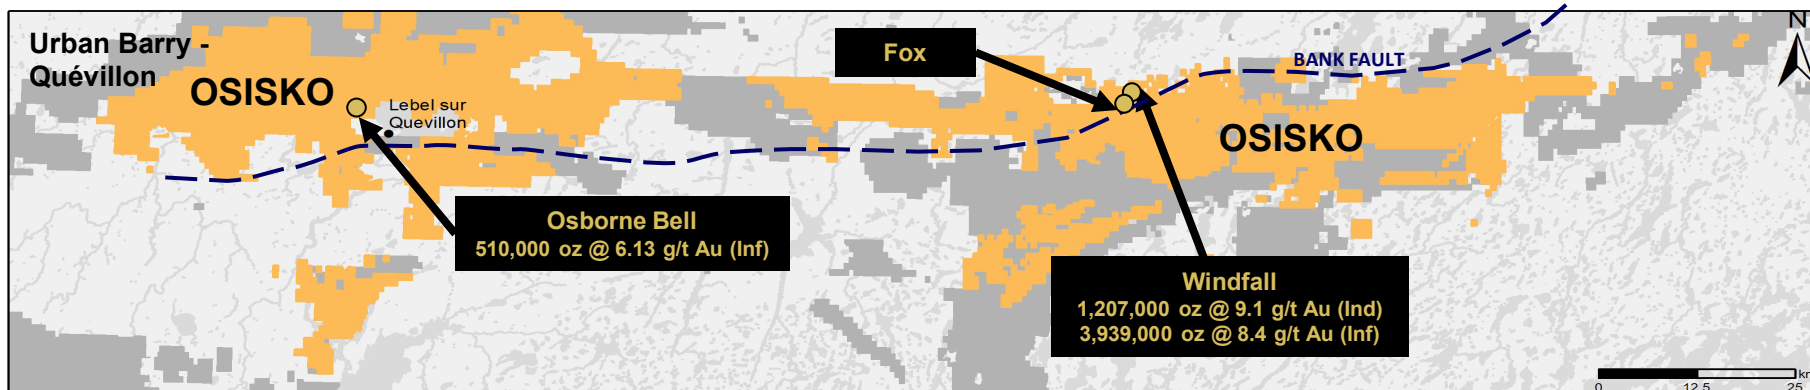 Urban Barry -
Quévillon
OSISKO
Lebel sur
Quevillon
Osborne Bell
510,000 oz @ 6.13 g/t Au (Inf)
Fox
BANK FAULT
OSISKO
Windfall
1,207,000 oz @ 9.1 g/t Au (Ind)
3,939,000 oz @ 8.4 g/t Au (Inf)
N
km
0 12.5 25